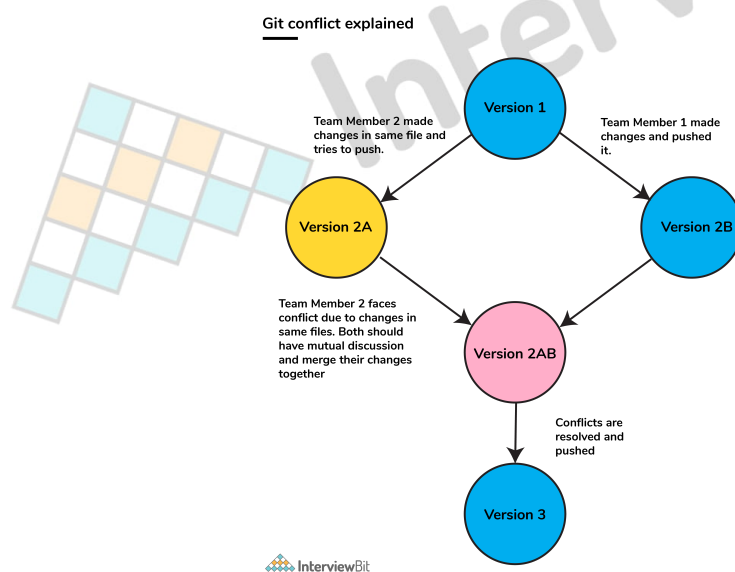 Git conflict explained
Version 1
Team Member 2 made
changes in same file and
tries to push.
Team Member 1 made
changes and pushed
it.
Version 2A
Version 2B
Team Member 2 faces
conflict due to changes in
same files. Both should
have mutual discussion
and merge their changes
together
Version 2AB
Conflicts are
resolved and
pushed
Version 3
InterviewBit